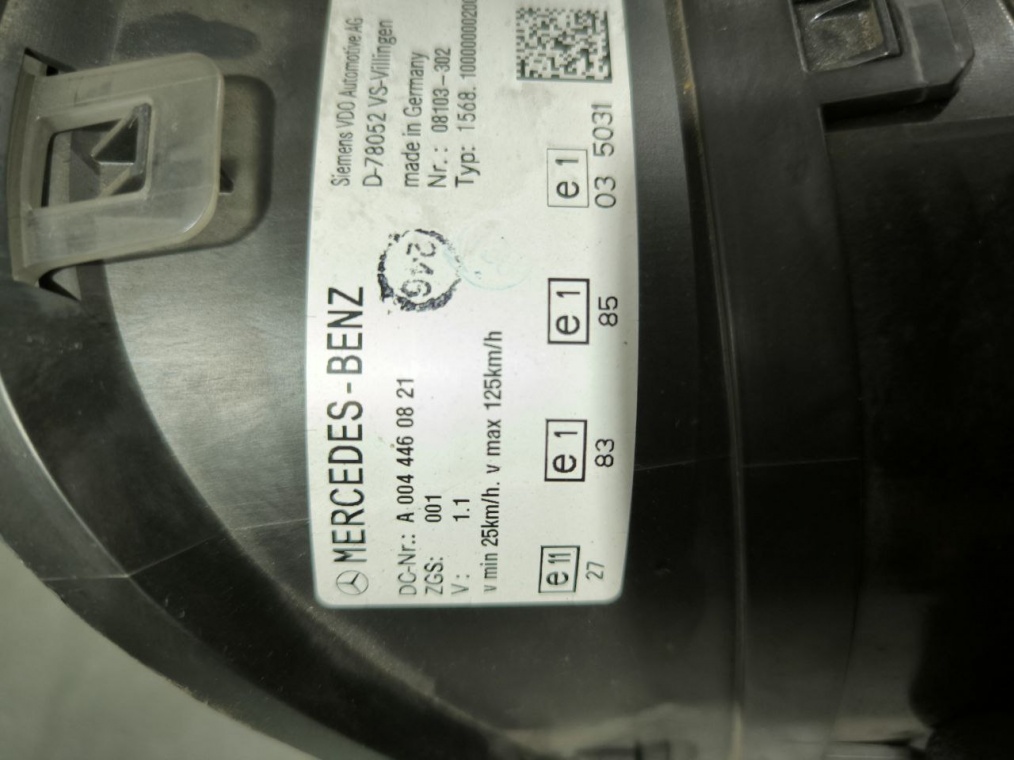 MERCEDES-BENZ
DC-Nr.: A 004 446 08 21
ZGS: 001
V: 1.1
v min 25km/h. v max 125km/h
246
Siemens VDO Automotive AG
D-78052 VS-Villingen
made in Germany
Nr.: 08103-302
Typ: 1568.
e 11
27
e 1
83
e 1
85
e 1
03 5031